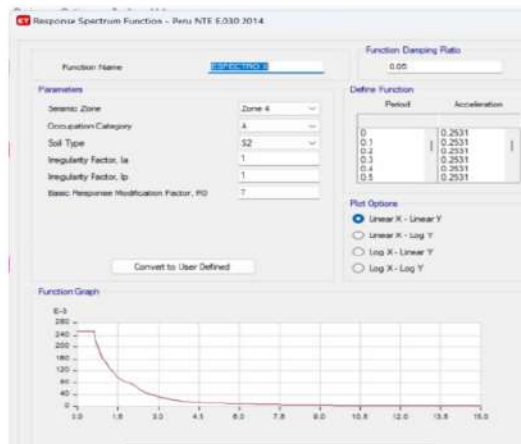 Response Spectrum Function - Peru NTE E.030 2014
Function Damping Ratio
Function Name
ESPECTRO X
0.05
Parameters
Define Function
Seismic Zone
Zone 4
Period
Acceleration
Occupation Category
A
Soil Type
S2
0
0.2531
Irregularity Factor, Ia
1
0.1
0.2531
0.2
0.2531
Irregularity Factor, Ip
1
0.3
0.2531
0.4
0.2531
Basic Response Modification Factor, R0
7
0.5
0.2531
Plot Options
Linear X - Linear Y
Linear X - Log Y
Log X - Linear Y
Convert to User Defined
Log X - Log Y
Function Graph
E-3
280
240
200
160
120
80
40
0
0.0 1.5 3.0 4.5 6.0 7.5 9.0 10.5 12.0 13.5 15.0